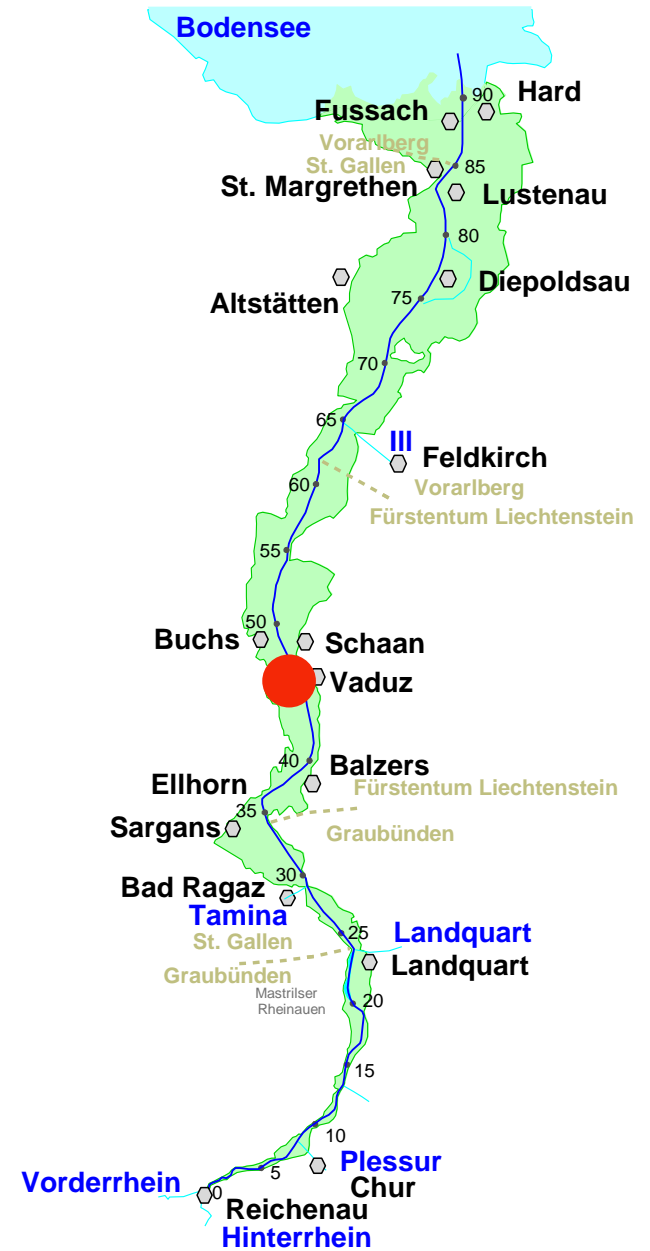 Bodensee
90
Hard
Fussach
Vorarlberg
St. Gallen
85
St. Margrethen
Lustenau
80
Diepoldsau
75
Altstätten
70
65
Ill
Feldkirch
60
Vorarlberg
Fürstentum Liechtenstein
55
50
Buchs
Schaan
Vaduz
40
Balzers
Ellhorn
Fürstentum Liechtenstein
35
Sargans
Graubünden
30
Bad Ragaz
Tamina
25
Landquart
St. Gallen
Landquart
Graubünden
Mastrilser
Rheinauen
20
15
10
Plessur
Chur
5
Vorderrhein
0
Reichenau
Hinterrhein